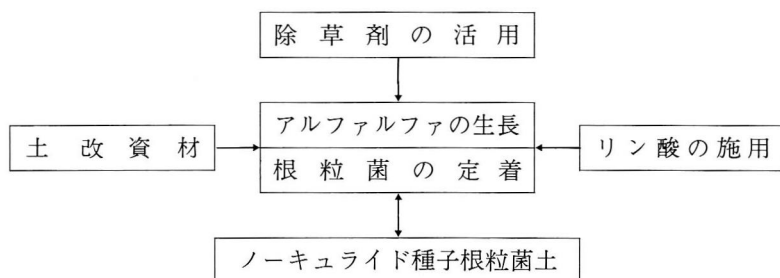 除草剤の活用
アルファルファの生長
土改資材
リン酸の施用
根粒菌の定着
ノーキュライド種子根粒菌土